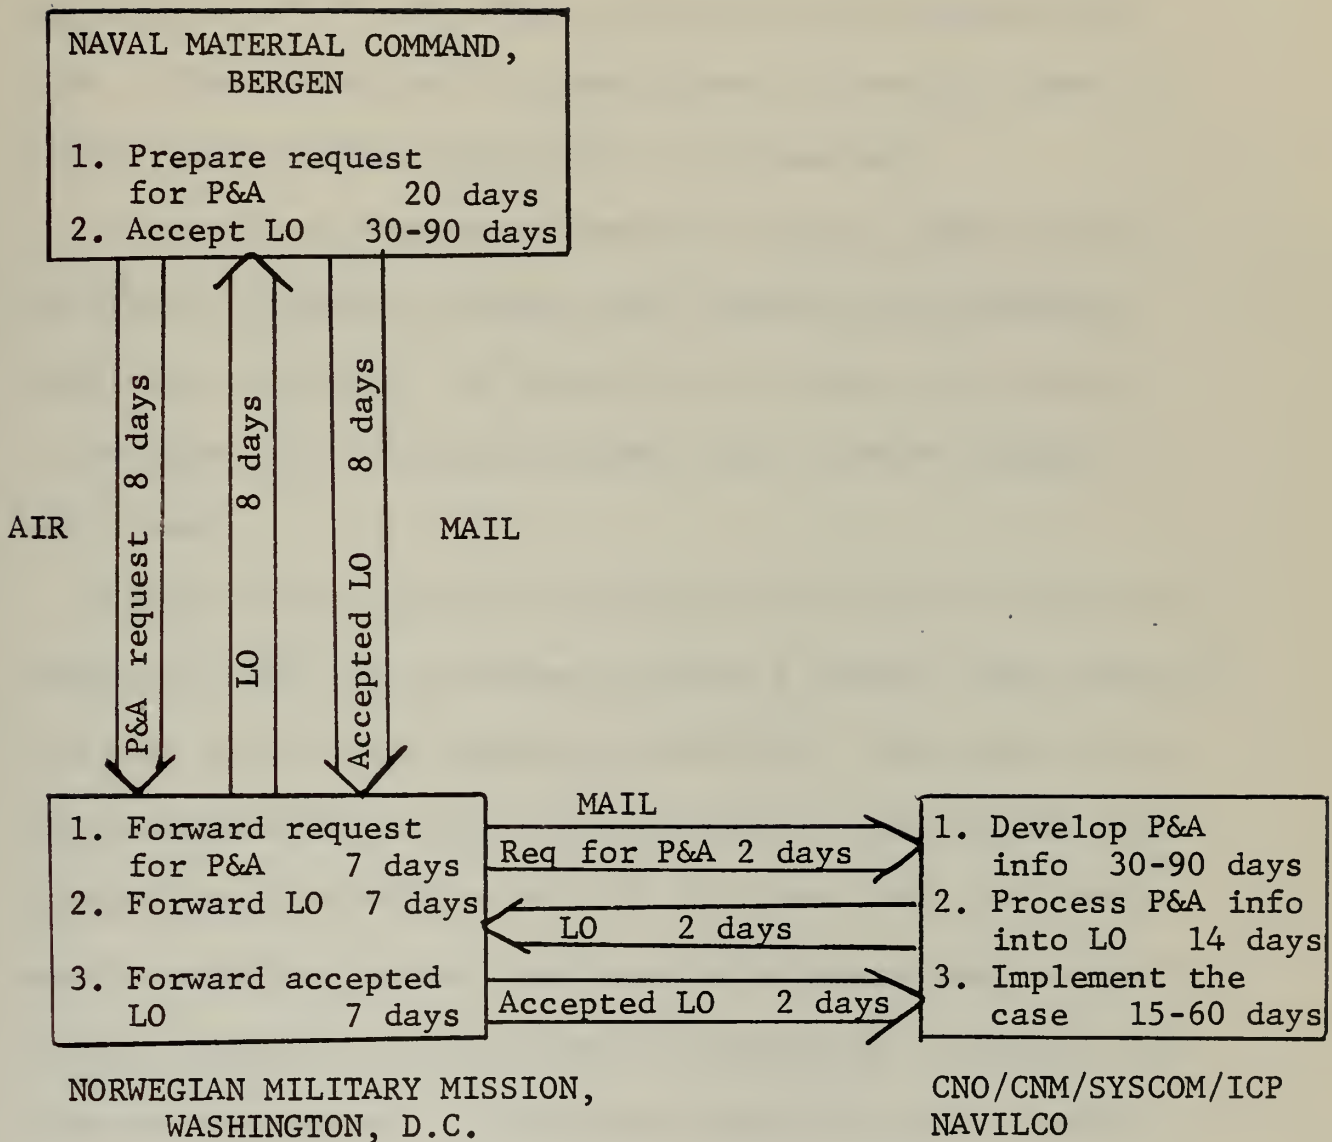 NAVAL MATERIAL COMMAND,
BERGEN
1. Prepare request
for P&A 20 days
2. Accept LO 30-90 days
AIR
P&A request 8 days
LO 8 days
Accepted LO 8 days
MAIL
1. Forward request
for P&A 7 days
2. Forward LO 7 days
3. Forward accepted
LO 7 days
MAIL
Req for P&A 2 days
LO 2 days
Accepted LO 2 days
1. Develop P&A
info 30-90 days
2. Process P&A info
into LO 14 days
3. Implement the
case 15-60 days
NORWEGIAN MILITARY MISSION,
WASHINGTON, D.C.
CNO/CNM/SYSCOM/ICP
NAVILCO